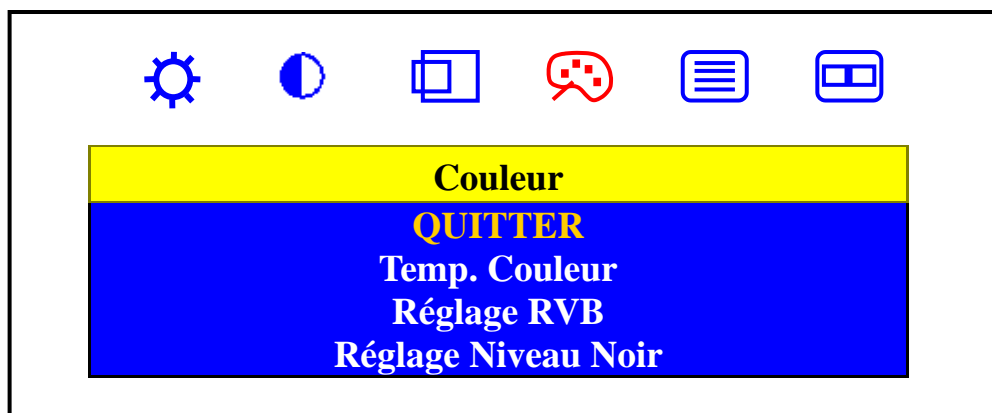 Couleur
QUITTER
Temp. Couleur
Réglage RVB
Réglage Niveau Noir